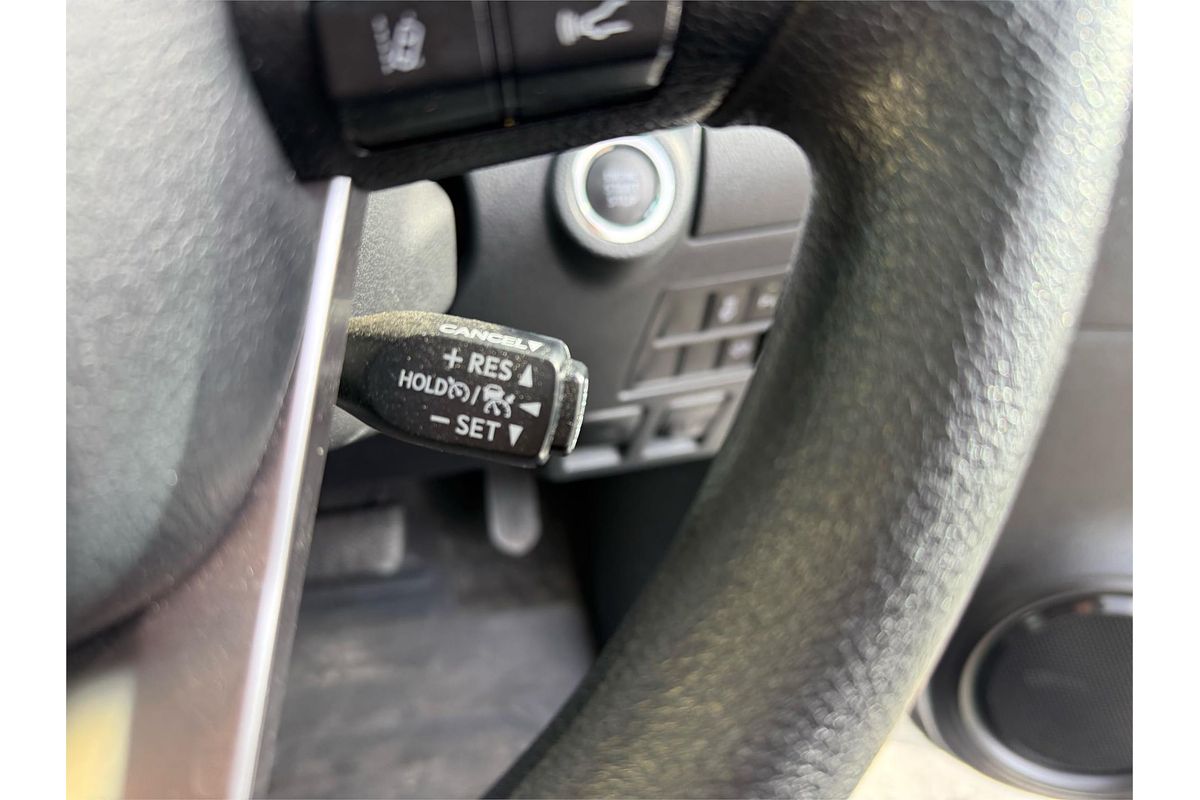 CANCEL▼
+ RES ▲
HOLD / ◄
− SET ▼